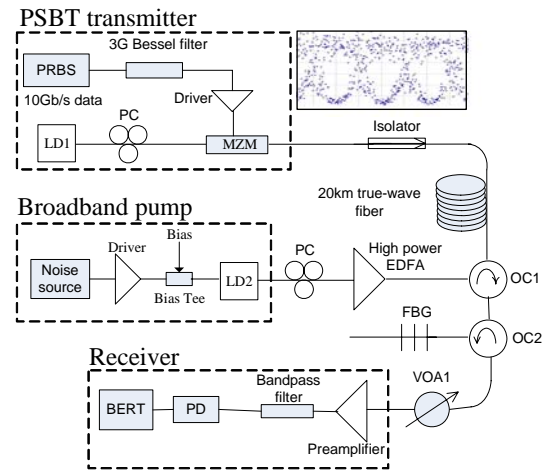 PSBT transmitter
3G Bessel filter
PRBS
10Gb/s data
Driver
PC
LD1
MZM
Isolator
20km true-wave
fiber
Broadband pump
Bias
Driver
Noise
source
Bias Tee
LD2
PC
High power
EDFA
OC1
FBG
OC2
Receiver
Bandpass
filter
VOA1
BERT
PD
Preamplifier